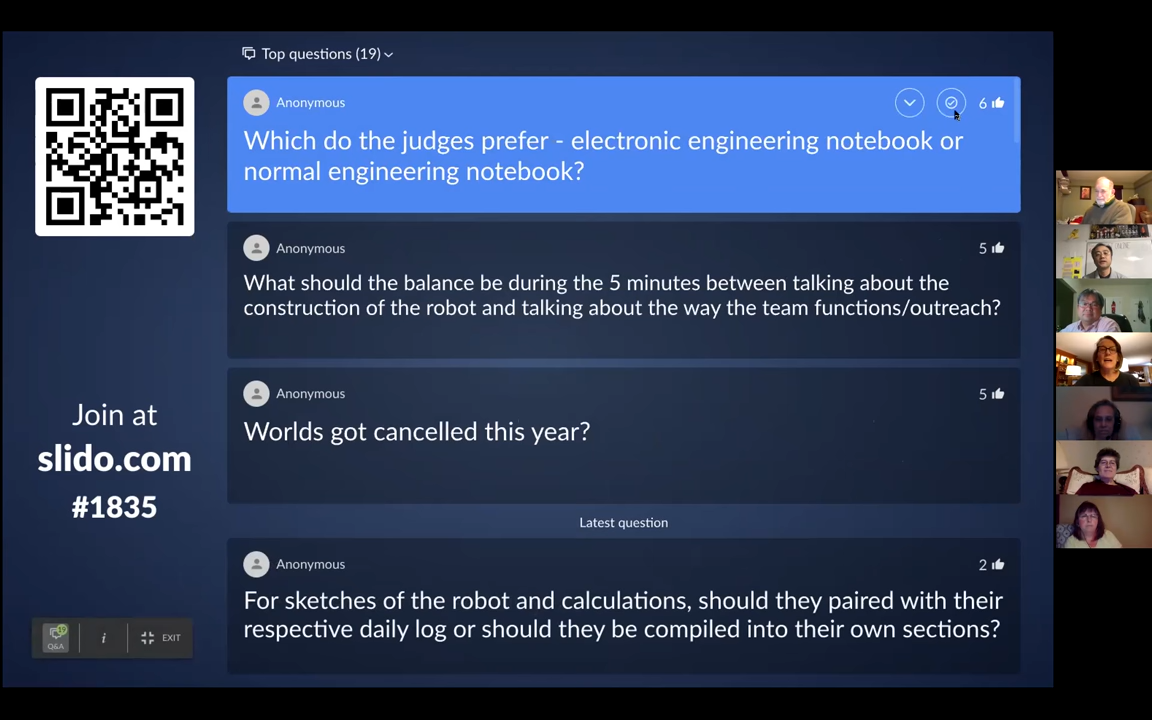 Top questions (19)
Anonymous
6
Which do the judges prefer - electronic engineering notebook or
normal engineering notebook?
Anonymous
5
What should the balance be during the 5 minutes between talking about the
construction of the robot and talking about the way the team functions/outreach?
Anonymous
5
Worlds got cancelled this year?
Latest question
Anonymous
2
For sketches of the robot and calculations, should they paired with their
respective daily log or should they be compiled into their own sections?
Join at
slido.com
#1835
Q&A
i
EXIT